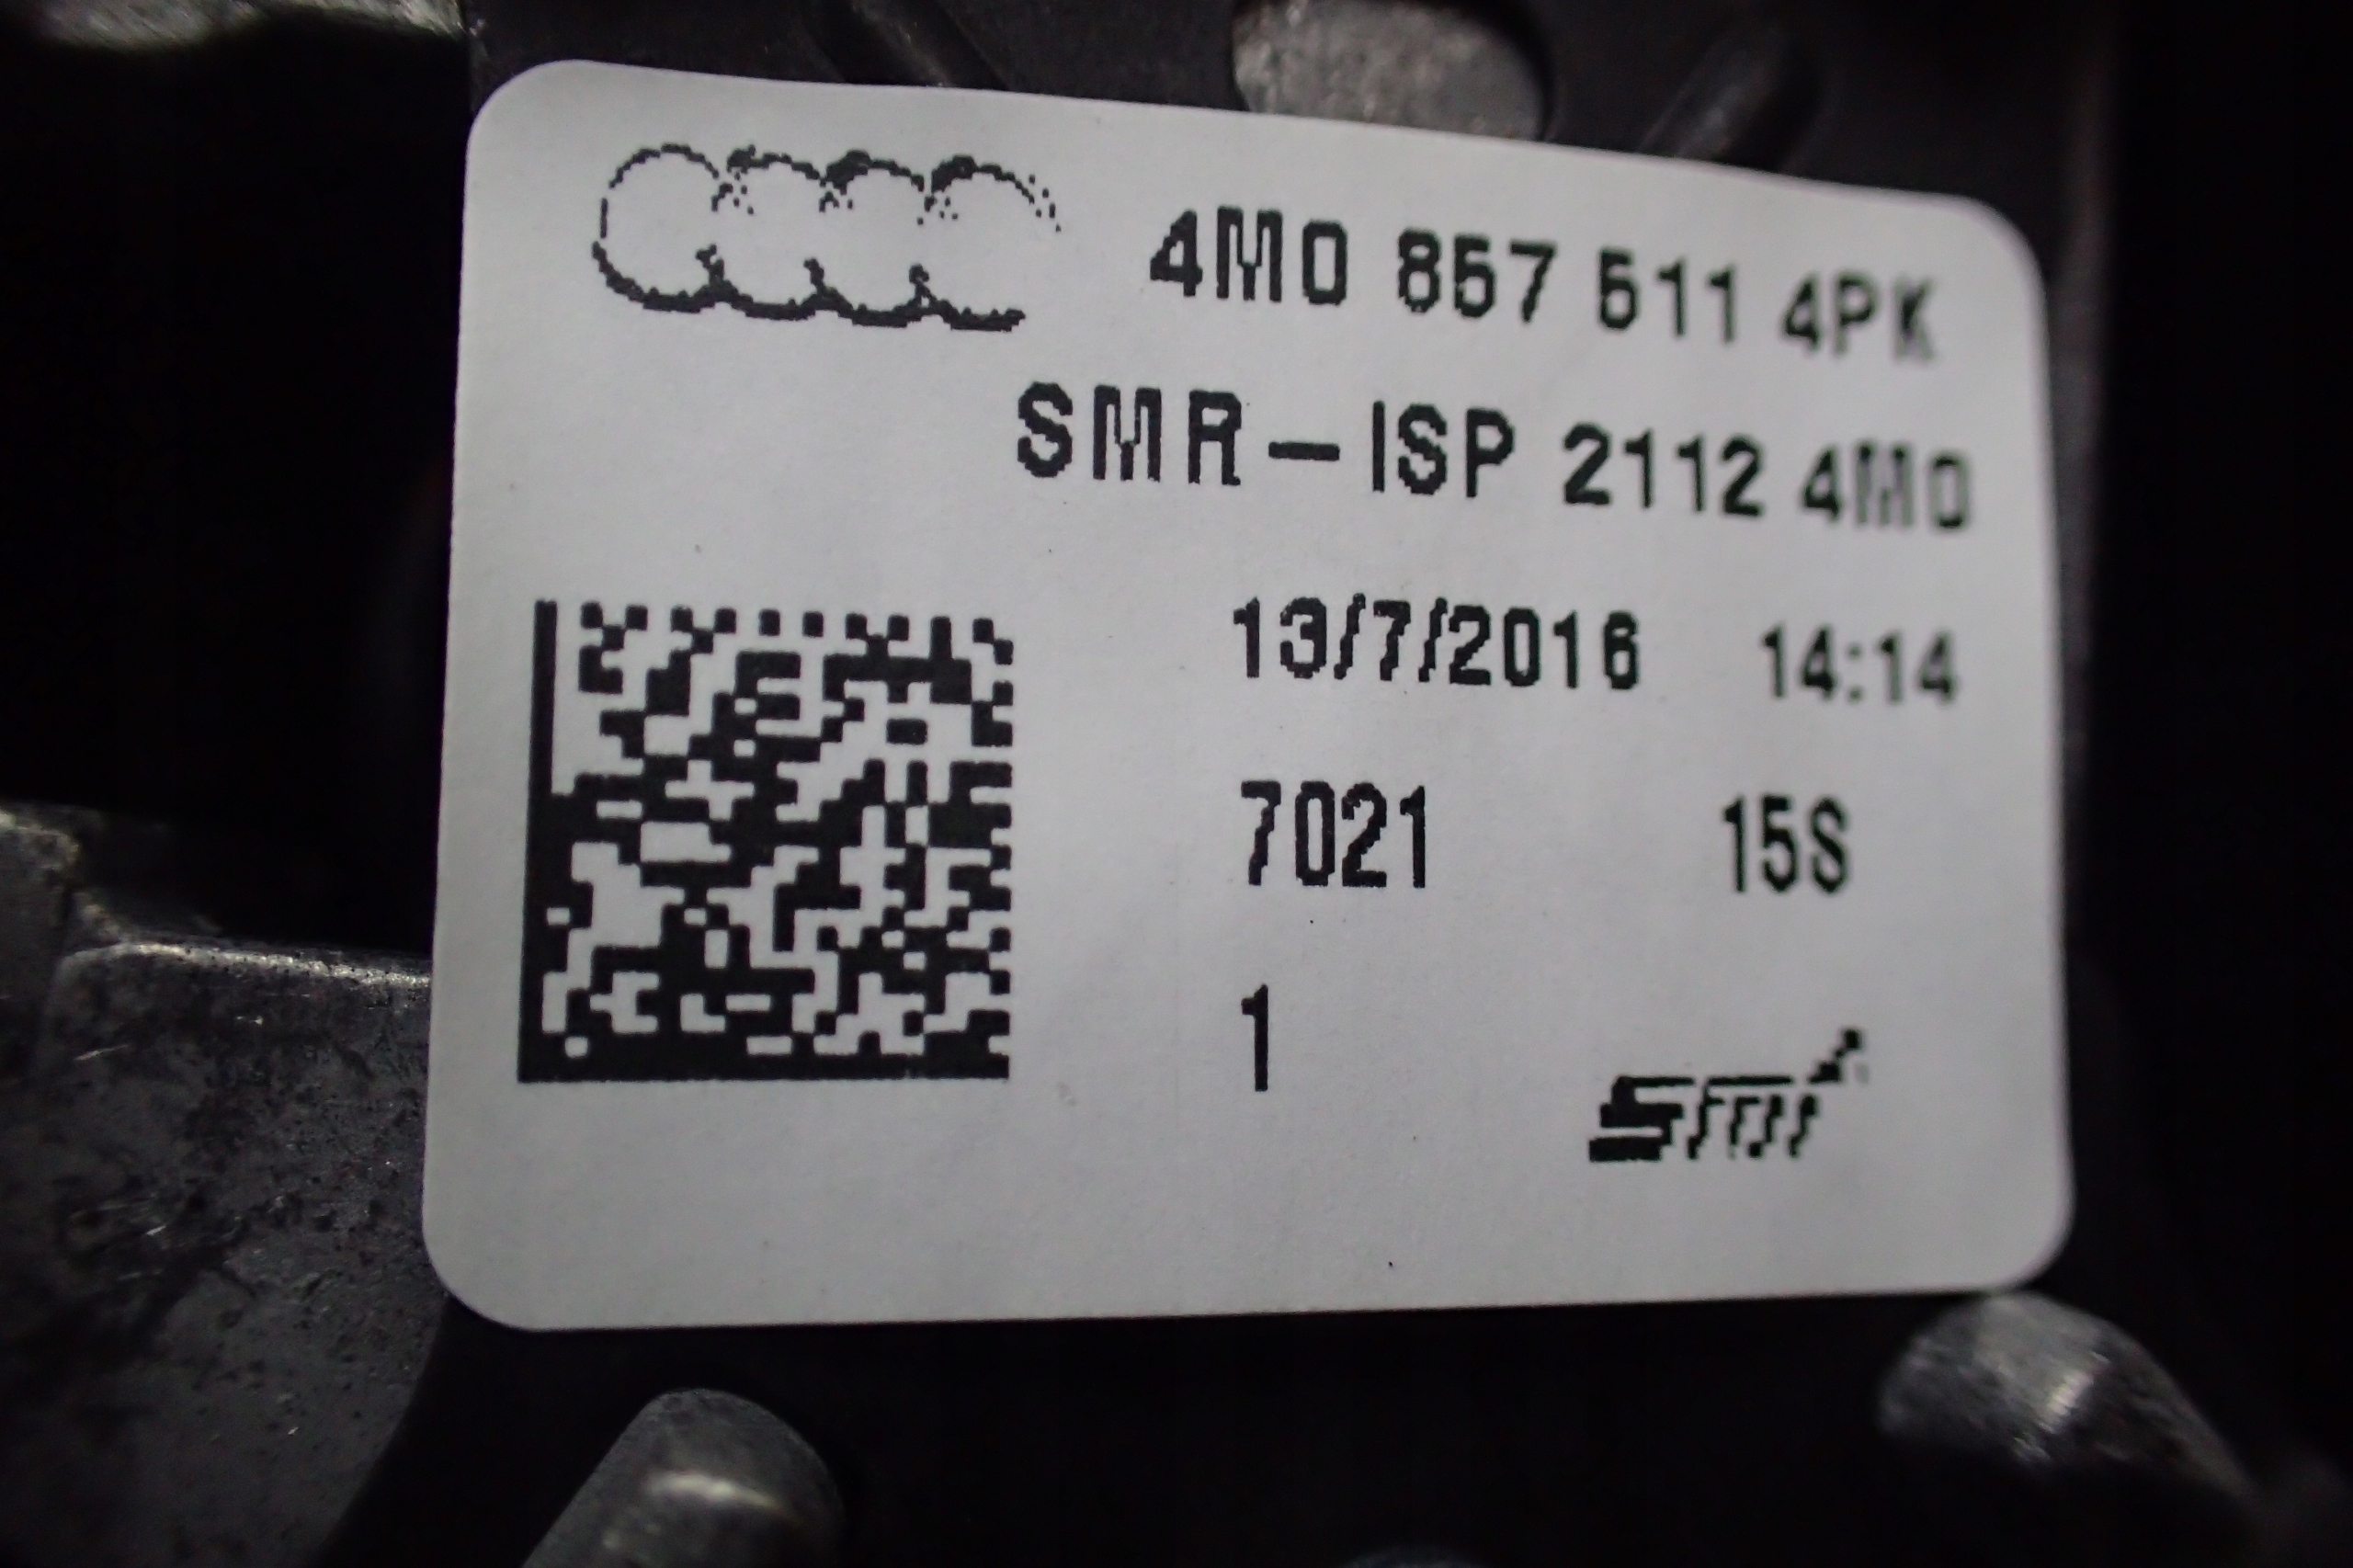 4M0 857 511 4PK
SMR-ISP 2112 4M0
13/7/2016 14:14
7021 15S
1
smr